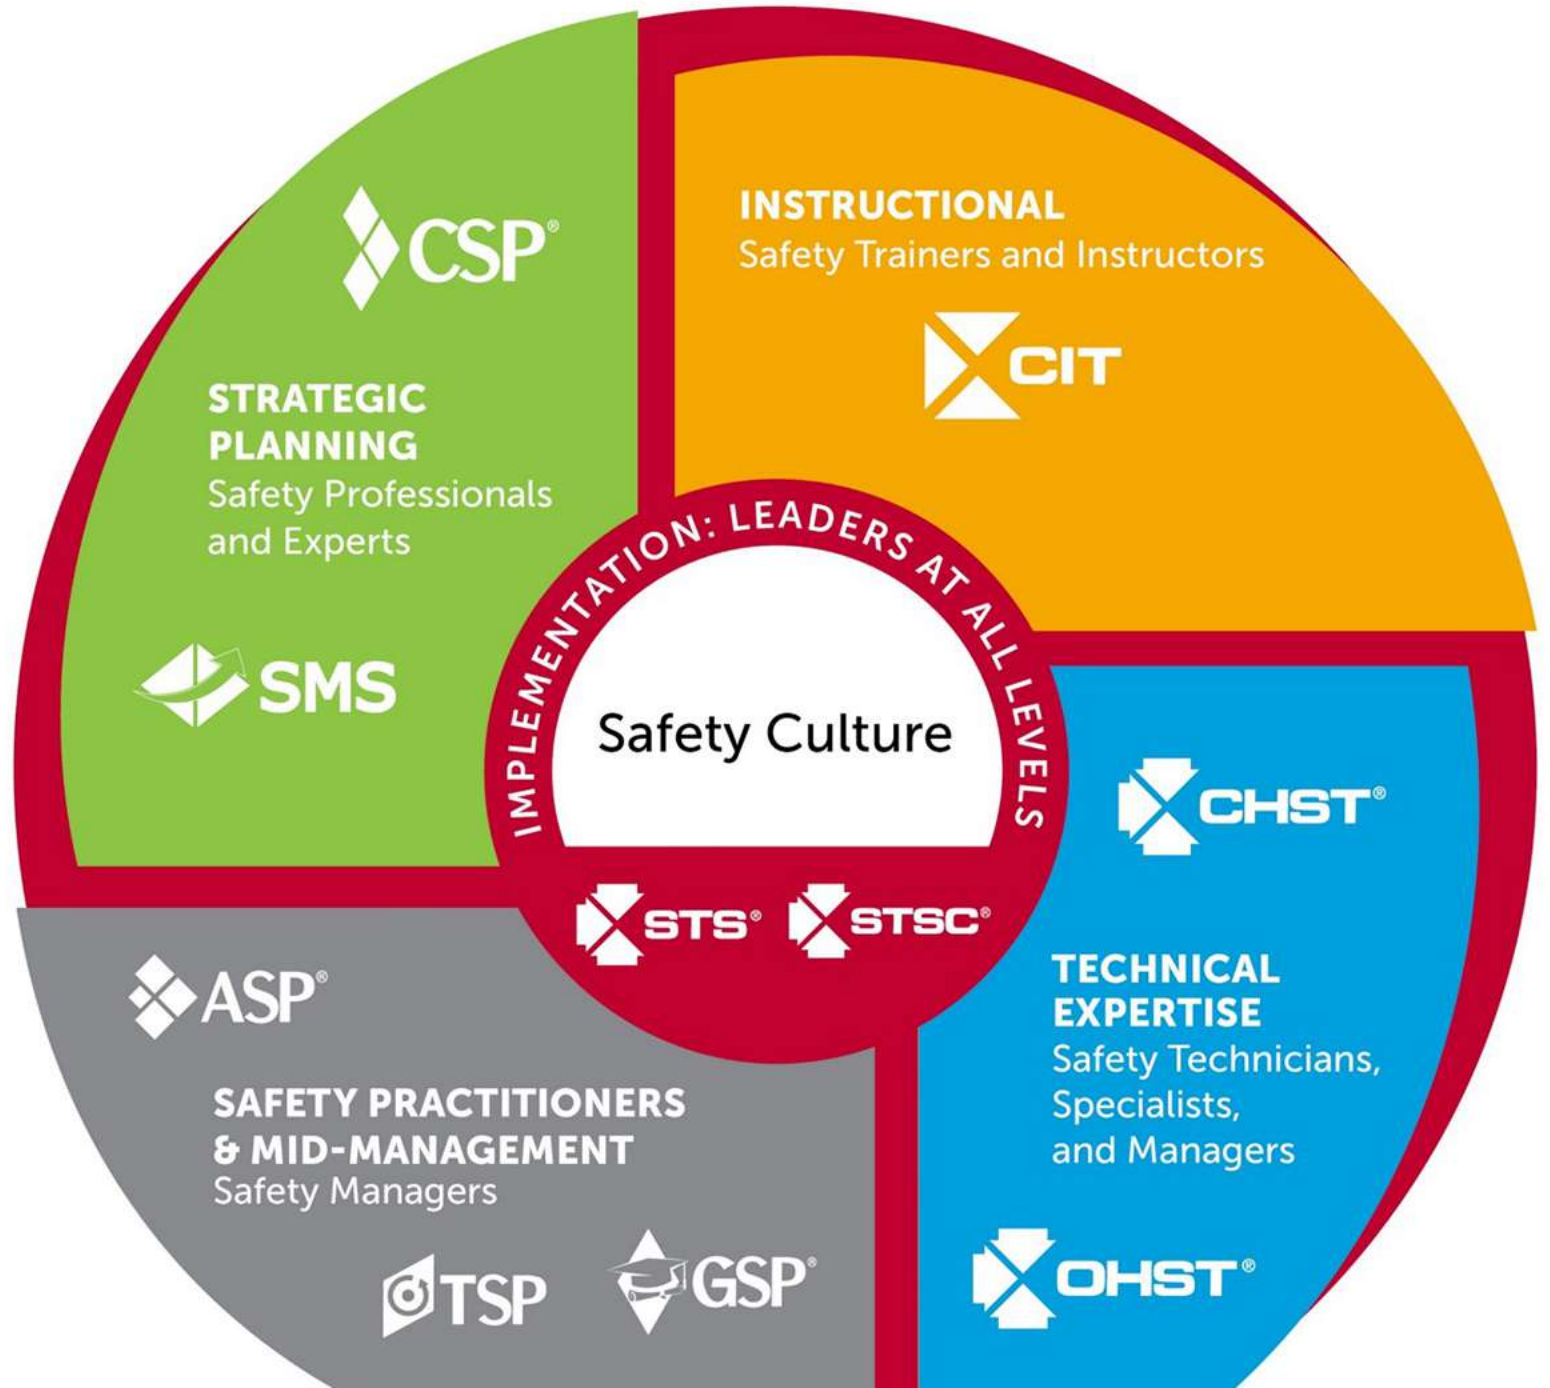 CSP®
STRATEGIC
PLANNING
Safety Professionals
and Experts
SMS
INSTRUCTIONAL
Safety Trainers and Instructors
CIT
IMPLEMENTATION: LEADERS AT ALL LEVELS
Safety Culture
STS®
STSC®
CHST®
TECHNICAL
EXPERTISE
Safety Technicians,
Specialists,
and Managers
OHST®
ASP®
SAFETY PRACTITIONERS
& MID-MANAGEMENT
Safety Managers
TSP
GSP®